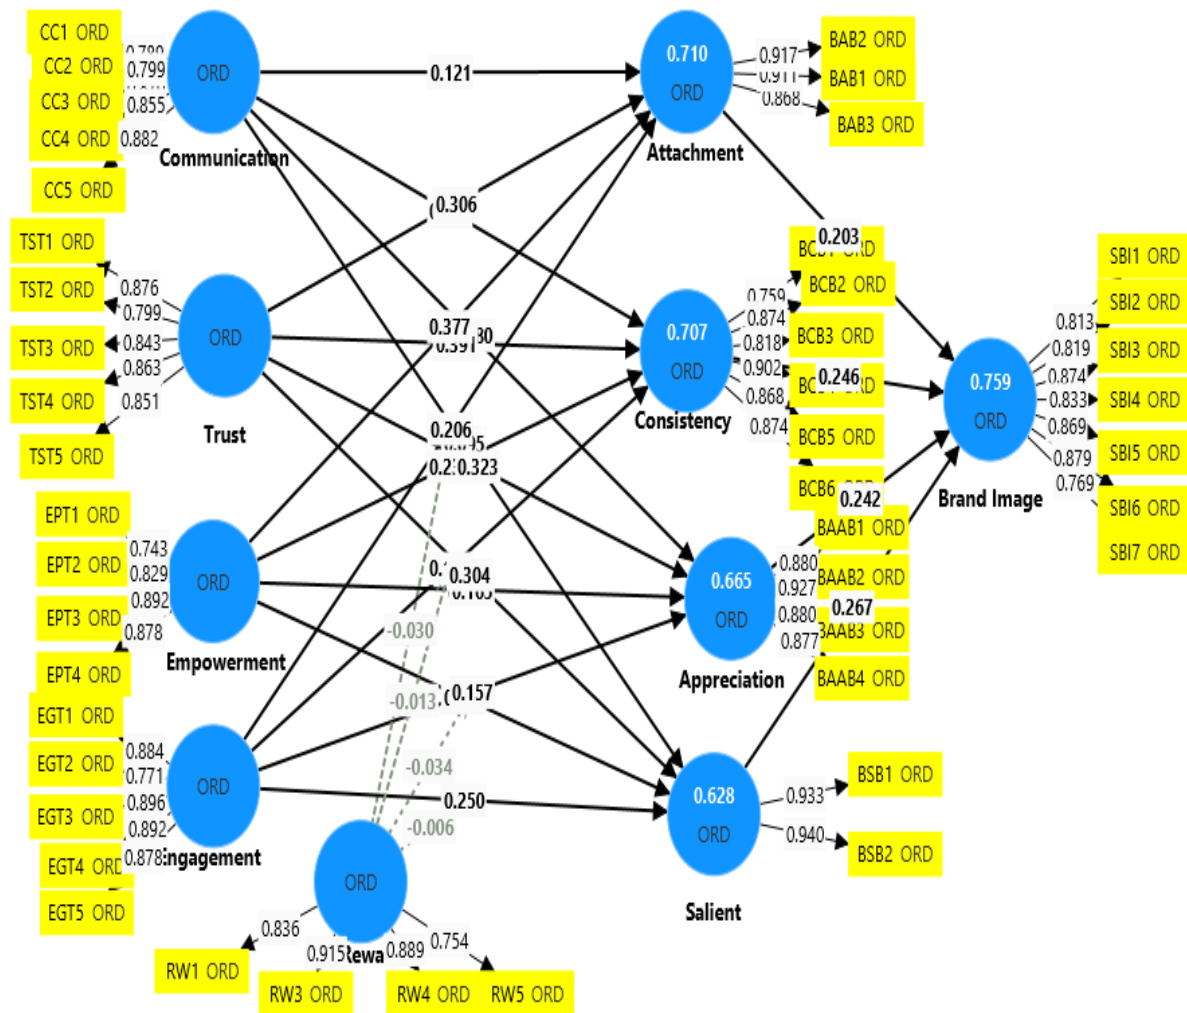 CC1 ORD
CC2 ORD
CC3 ORD
CC4 ORD
CC5 ORD
0.799
0.855
0.882
ORD
Communication
TST1 ORD
TST2 ORD
TST3 ORD
TST4 ORD
TST5 ORD
0.876
0.799
0.843
0.863
0.851
ORD
Trust
EPT1 ORD
EPT2 ORD
EPT3 ORD
EPT4 ORD
0.743
0.829
0.892
0.878
ORD
Empowerment
EGT1 ORD
EGT2 ORD
EGT3 ORD
EGT4 ORD
EGT5 ORD
0.884
0.771
0.896
0.892
0.878
ORD
Engagement
ORD
0.836
0.915
0.889
0.754
RW1 ORD
RW3 ORD
RW4 ORD
RW5 ORD
0.121
0.306
0.377
0.206
0.323
0.304
0.157
0.250
-0.030
-0.013
-0.034
-0.006
0.710
ORD
Attachment
0.917
0.911
0.868
BAB2 ORD
BAB1 ORD
BAB3 ORD
0.707
ORD
Consistency
0.759
0.874
0.818
0.902
0.868
0.874
BCB2 ORD
BCB3 ORD
BCB5 ORD
BCB6
0.203
0.246
0.242
0.267
0.665
ORD
Appreciation
0.880
0.927
0.880
0.877
BAAB1 ORD
BAAB2 ORD
BAAB3 ORD
BAAB4 ORD
0.628
ORD
Salient
0.933
0.940
BSB1 ORD
BSB2 ORD
0.759
ORD
Brand Image
0.813
0.819
0.874
0.833
0.869
0.879
0.769
SBI1 ORD
SBI2 ORD
SBI3 ORD
SBI4 ORD
SBI5 ORD
SBI6 ORD
SBI7 ORD